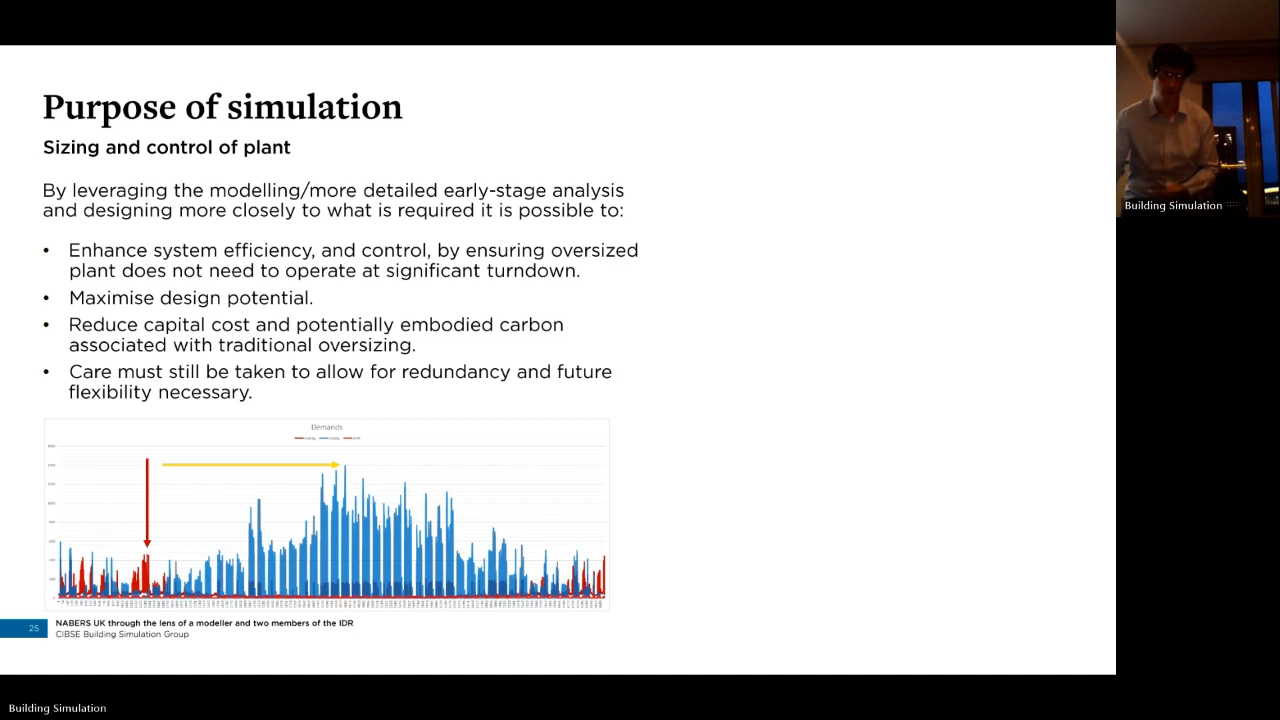 Purpose of simulation
Sizing and control of plant
By leveraging the modelling/more detailed early-stage analysis
and designing more closely to what is required it is possible to:
• Enhance system efficiency, and control, by ensuring oversized
plant does not need to operate at significant turndown.
• Maximise design potential.
• Reduce capital cost and potentially embodied carbon
associated with traditional oversizing.
• Care must still be taken to allow for redundancy and future
flexibility necessary.
Demands
25
NABERS UK through the lens of a modeller and two members of the IDR
CIBSE Building Simulation Group
Building Simulation
Building Simulation